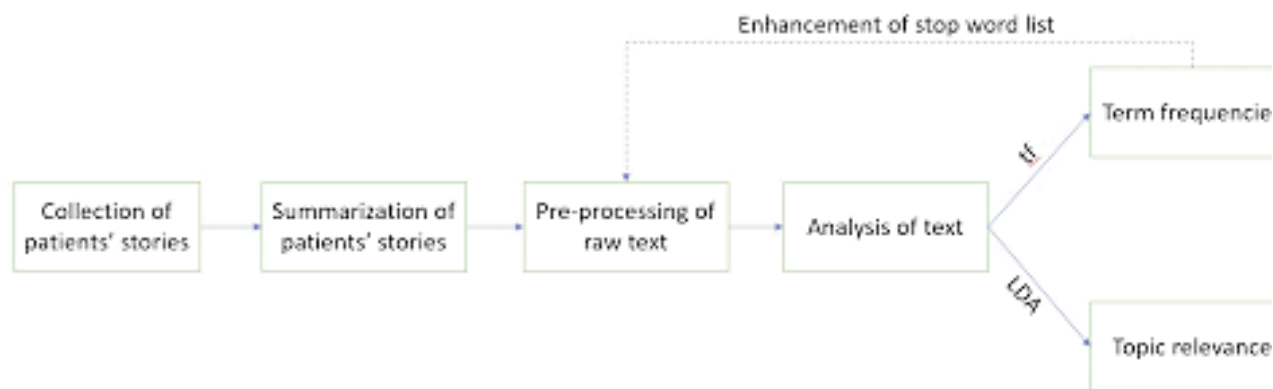 Enhancement of stop word list
Term frequencie
tf
Collection of
patients' stories
Summarization of
patients' stories
Pre-processing of
raw text
Analysis of text
LDA
Topic relevance